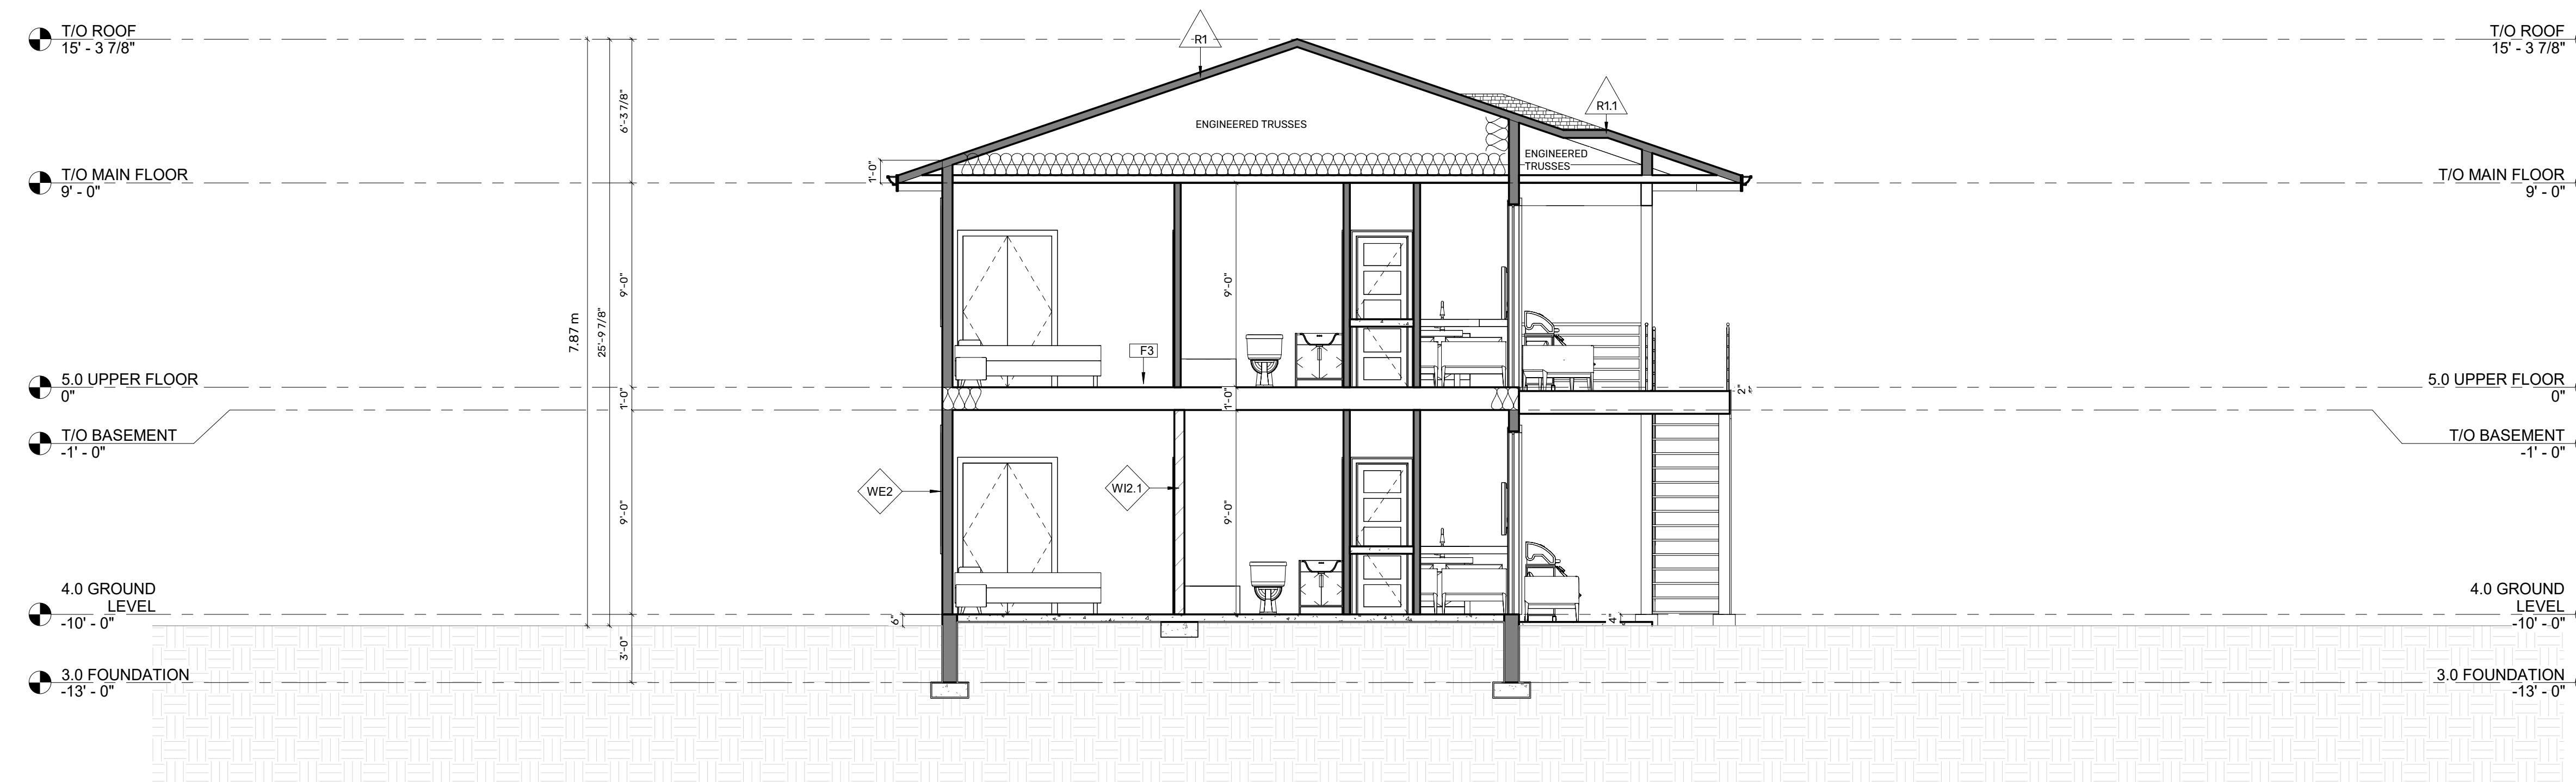 T/O ROOF
15' - 3 7/8"
T/O MAIN FLOOR
9' - 0"
5.0 UPPER FLOOR
0"
T/O BASEMENT
-1' - 0"
4.0 GROUND
LEVEL
-10' - 0"
3.0 FOUNDATION
-13' - 0"
7.87 m
25'-9 7/8"
6'-3 7/8"
9'-0"
1'-0"
9'-0"
3'-0"
R1
R1.1
ENGINEERED TRUSSES
ENGINEERED
TRUSSES
1'-0"
9'-0"
F3
1'-0"
2"
WE2
WI2.1
9'-0"
6"
4"
T/O ROOF
15' - 3 7/8"
T/O MAIN FLOOR
9' - 0"
5.0 UPPER FLOOR
0"
T/O BASEMENT
-1' - 0"
4.0 GROUND
LEVEL
-10' - 0"
3.0 FOUNDATION
-13' - 0"